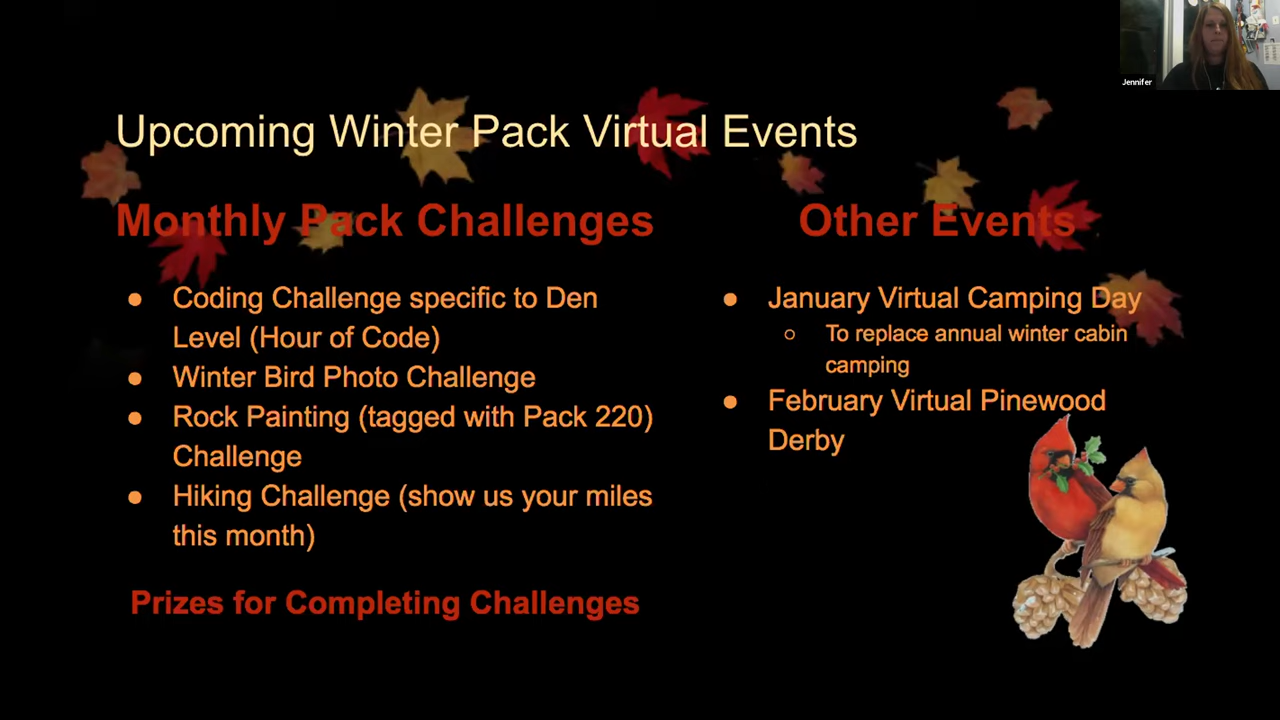 Jennifer
Upcoming Winter Pack Virtual Events
Monthly Pack Challenges
● Coding Challenge specific to Den
Level (Hour of Code)
● Winter Bird Photo Challenge
● Rock Painting (tagged with Pack 220)
Challenge
● Hiking Challenge (show us your miles
this month)
Prizes for Completing Challenges
Other Events
● January Virtual Camping Day
○ To replace annual winter cabin
camping
● February Virtual Pinewood
Derby